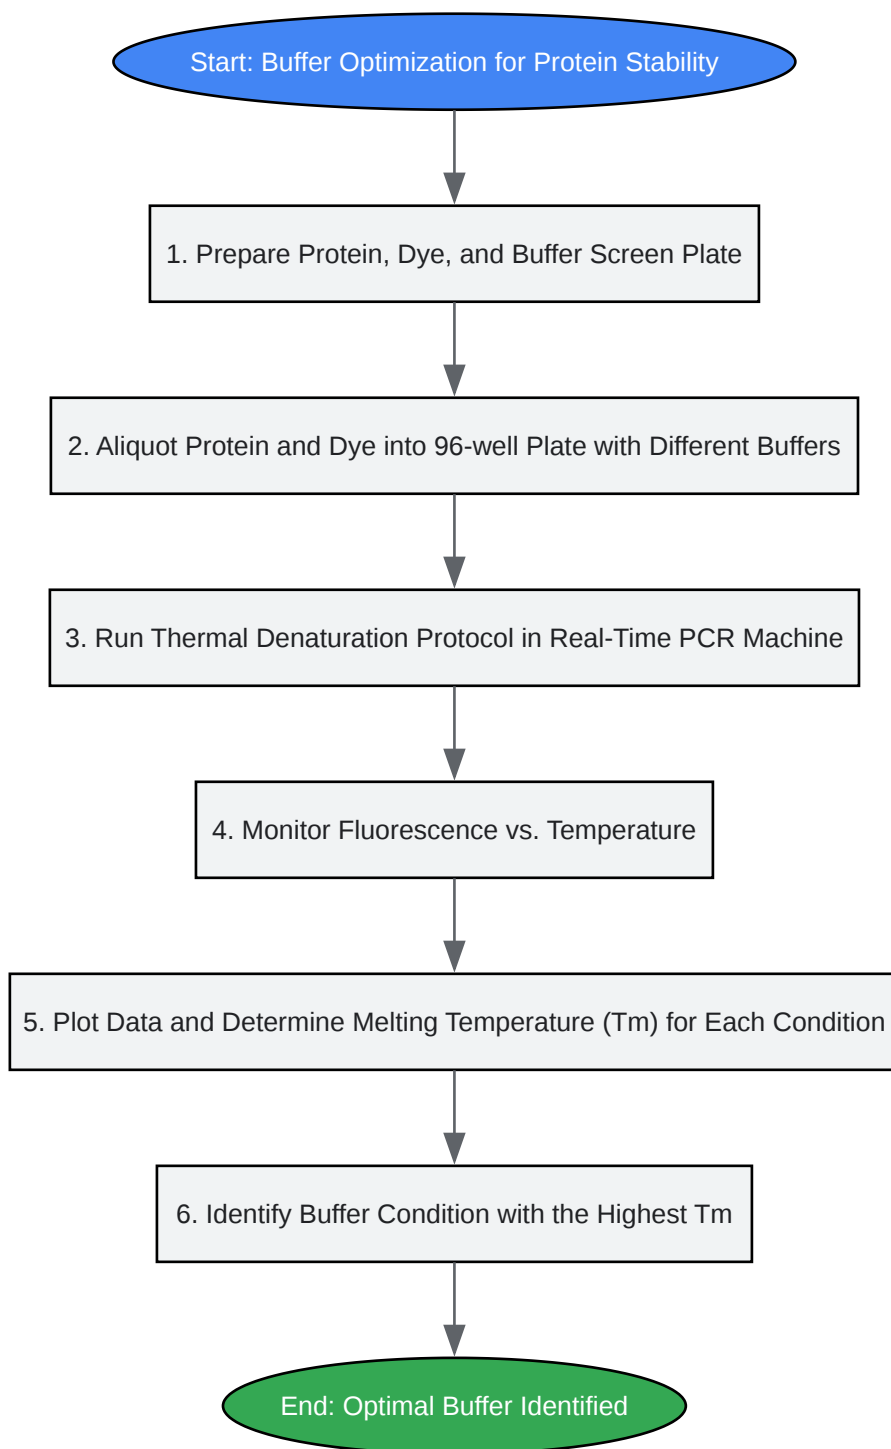 Start: Buffer Optimization for Protein Stability
1. Prepare Protein, Dye, and Buffer Screen Plate
2. Aliquot Protein and Dye into 96-well Plate with Different Buffers
3. Run Thermal Denaturation Protocol in Real-Time PCR Machine
4. Monitor Fluorescence vs. Temperature
5. Plot Data and Determine Melting Temperature (Tm) for Each Condition
6. Identify Buffer Condition with the Highest Tm
End: Optimal Buffer Identified